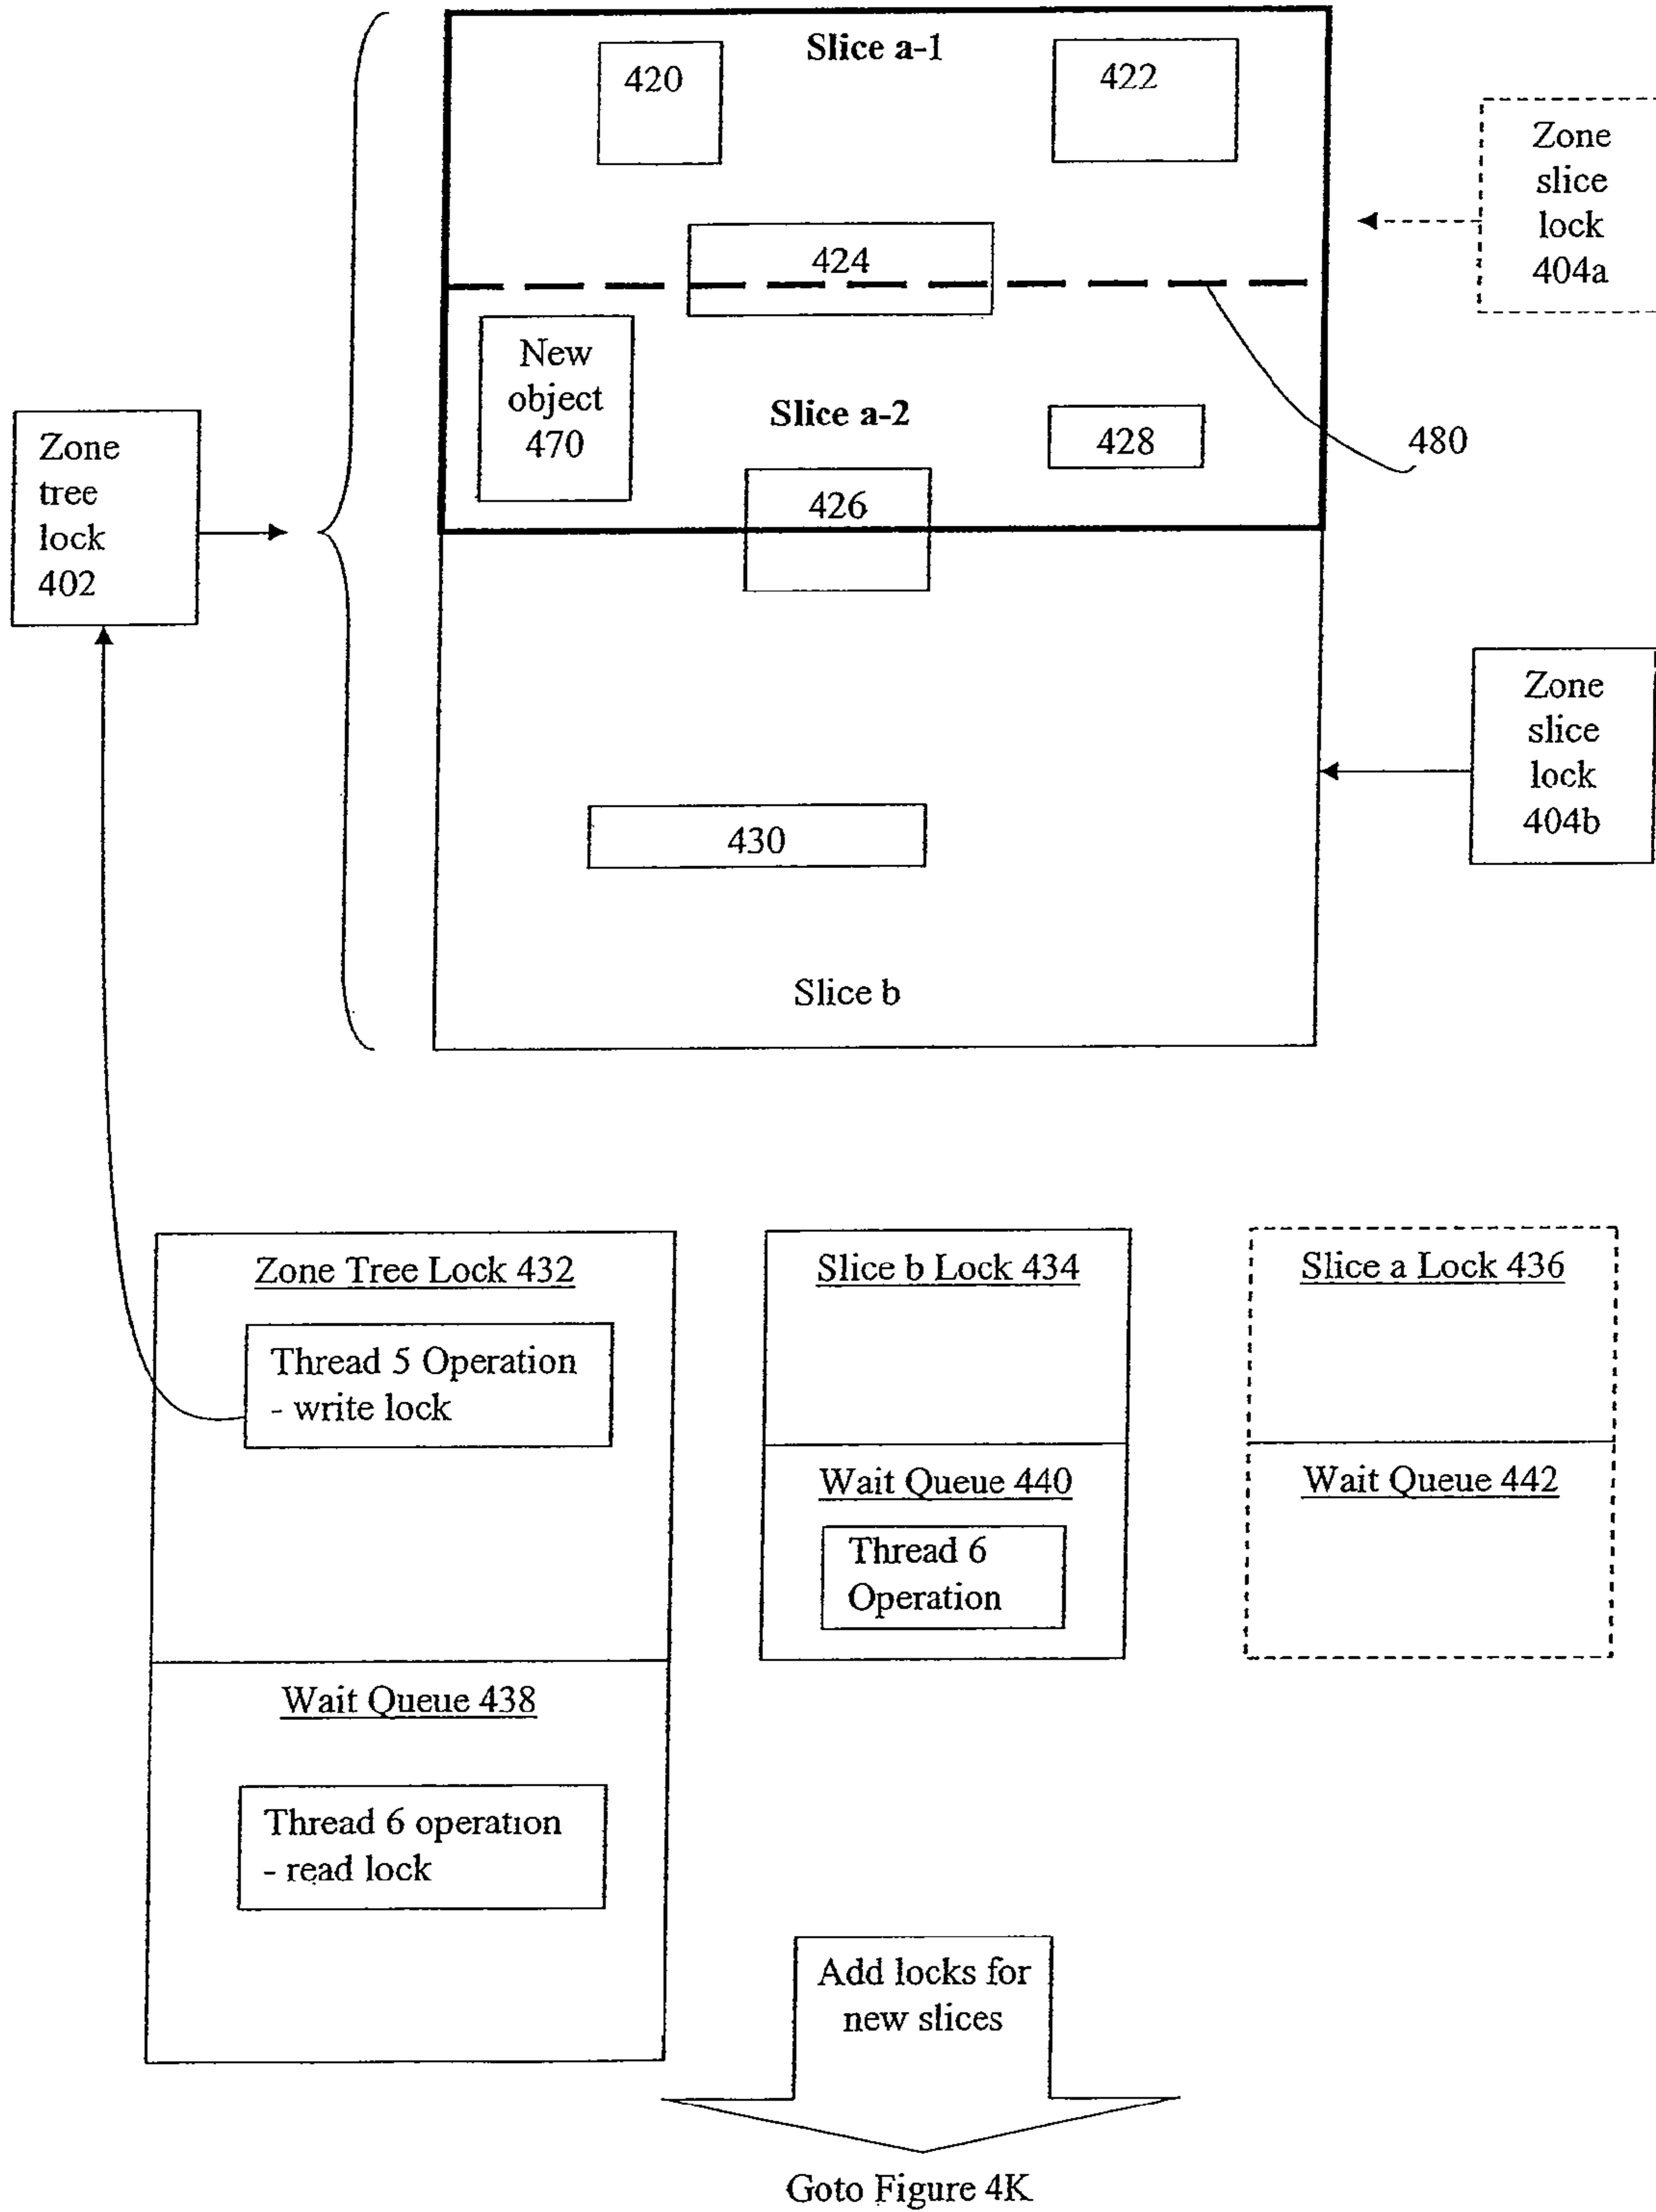 Slice a-1
420
422
Zone
slice
lock
404a
424
New
object
470
Slice a-2
428
480
Zone
tree
lock
402
426
Zone
slice
lock
404b
430
Slice b
Zone Tree Lock 432
Thread 5 Operation
- write lock
Slice b Lock 434
Slice a Lock 436
Wait Queue 440
Thread 6
Operation
Wait Queue 442
Wait Queue 438
Thread 6 operation
- read lock
Add locks for
new slices
Goto Figure 4K